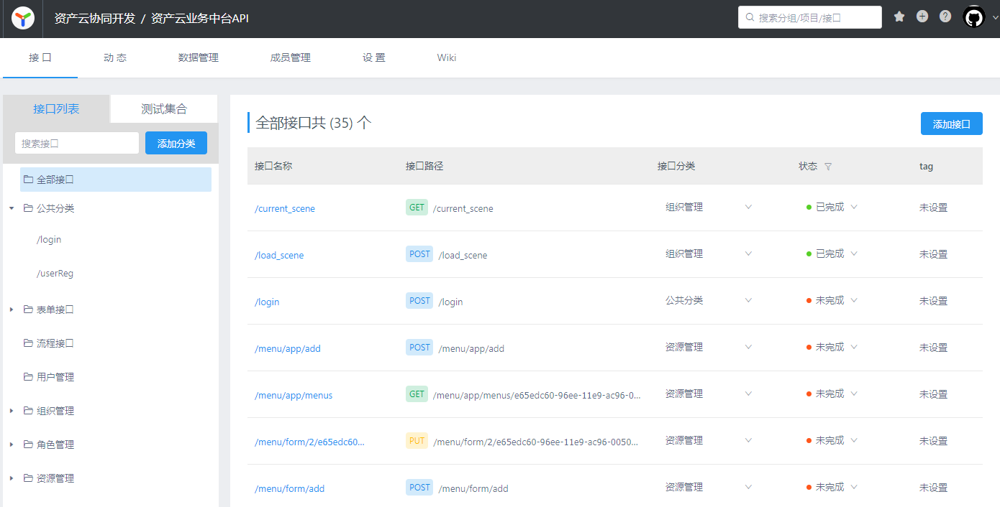 资产云协同开发 / 资产云业务中台API
搜索分组/项目/接口
接 口 动 态 数据管理 成员管理 设 置 Wiki
接口列表 测试集合
搜索接口 添加分类
全部接口
公共分类
/login
/userReg
表单接口
流程接口
用户管理
组织管理
角色管理
资源管理
全部接口共 (35) 个 添加接口
接口名称 接口路径 接口分类 状态 tag
/current_scene GET /current_scene 组织管理 已完成 未设置
/load_scene POST /load_scene 组织管理 已完成 未设置
/login POST /login 公共分类 未完成 未设置
/menu/app/add POST /menu/app/add 资源管理 未完成 未设置
/menu/app/menus GET /menu/app/menus/e65edc60-96ee-11e9-ac96-0... 资源管理 未完成 未设置
/menu/form/2/e65edc60... PUT /menu/form/2/e65edc60-96ee-11e9-ac96-0050... 资源管理 未完成 未设置
/menu/form/add POST /menu/form/add 资源管理 未完成 未设置